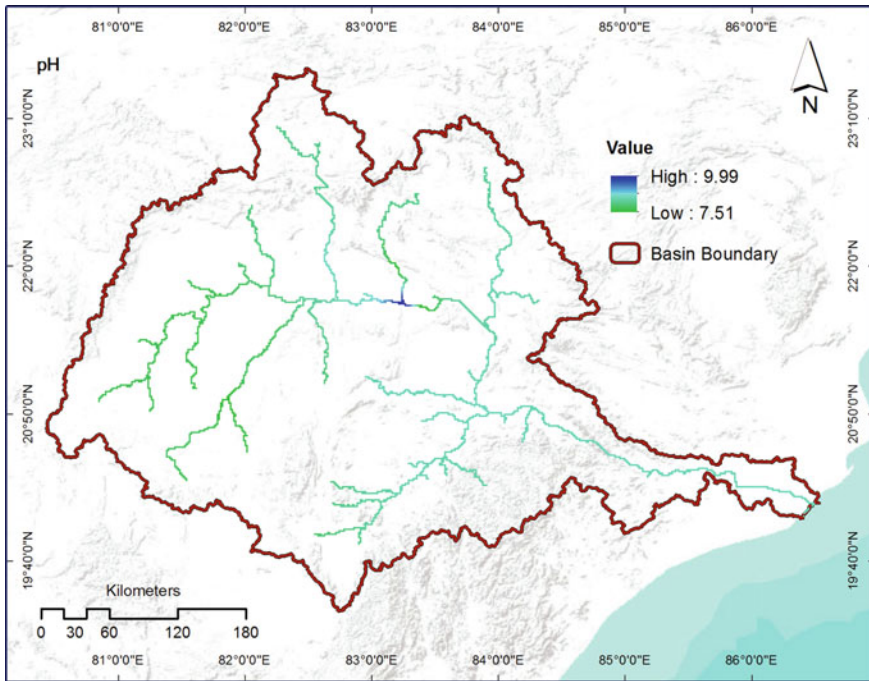 81°0'0"E 82°0'0"E 83°0'0"E 84°0'0"E 85°0'0"E 86°0'0"E
pH
N
23°10'0"N 23°10'0"N
Value
High : 9.99
Low : 7.51
Basin Boundary
22°0'0"N 22°0'0"N
20°50'0"N 20°50'0"N
19°40'0"N 19°40'0"N
Kilometers
0 30 60 120 180
81°0'0"E 82°0'0"E 83°0'0"E 84°0'0"E 85°0'0"E 86°0'0"E